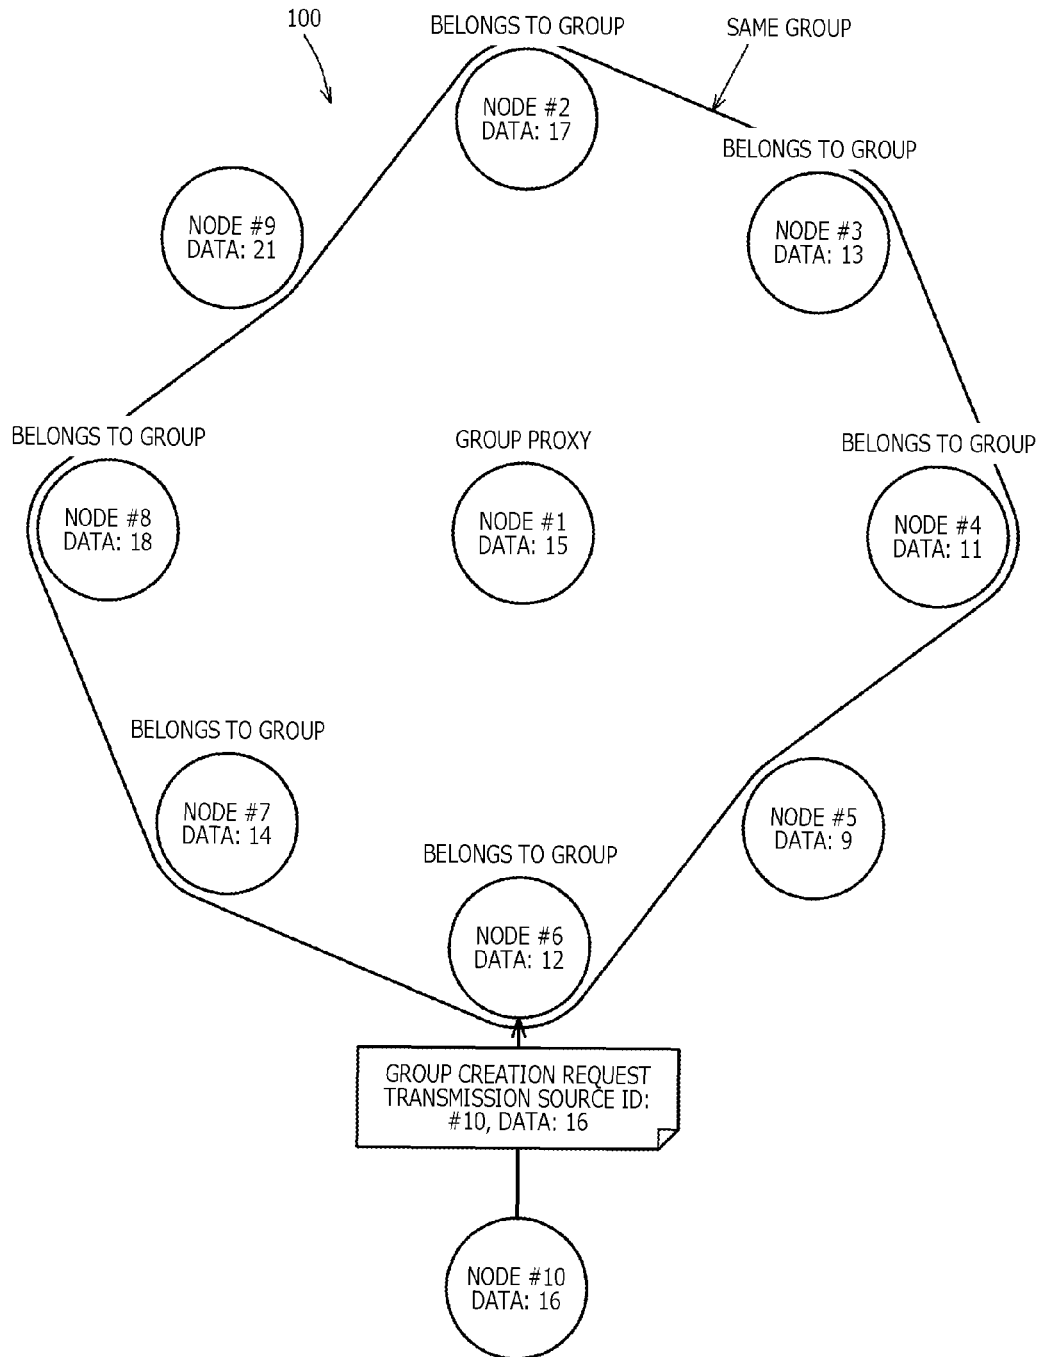 100
BELONGS TO GROUP
SAME GROUP
NODE #2
DATA: 17
BELONGS TO GROUP
NODE #9
DATA: 21
NODE #3
DATA: 13
BELONGS TO GROUP
GROUP PROXY
BELONGS TO GROUP
NODE #8
DATA: 18
NODE #1
DATA: 15
NODE #4
DATA: 11
BELONGS TO GROUP
NODE #7
DATA: 14
NODE #5
DATA: 9
BELONGS TO GROUP
NODE #6
DATA: 12
GROUP CREATION REQUEST
TRANSMISSION SOURCE ID:
#10, DATA: 16
NODE #10
DATA: 16